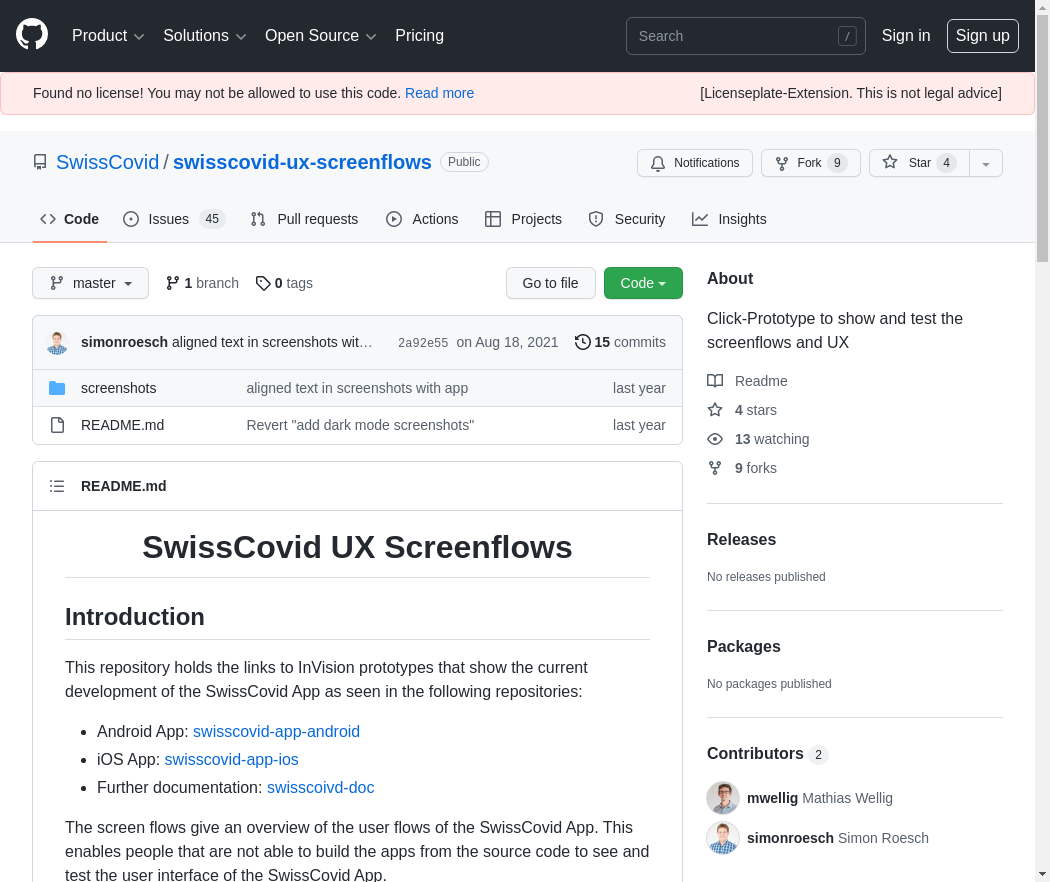 Product Solutions Open Source Pricing Search / Sign in Sign up
Found no license! You may not be allowed to use this code. Read more [Licenseplate-Extension. This is not legal advice]
SwissCovid / swisscovid-ux-screenflows Public Notifications Fork 9 Star 4
Code Issues 45 Pull requests Actions Projects Security Insights
master 1 branch 0 tags Go to file Code
simonroesch aligned text in screenshots wit… 2a92e55 on Aug 18, 2021 15 commits
screenshots aligned text in screenshots with app last year
README.md Revert "add dark mode screenshots" last year
README.md
SwissCovid UX Screenflows
Introduction
This repository holds the links to InVision prototypes that show the current
development of the SwissCovid App as seen in the following repositories:
Android App: swisscovid-app-android
iOS App: swisscovid-app-ios
Further documentation: swisscoivd-doc
The screen flows give an overview of the user flows of the SwissCovid App. This
enables people that are not able to build the apps from the source code to see and
test the user interface of the SwissCovid App.
About
Click-Prototype to show and test the
screenflows and UX
Readme
4 stars
13 watching
9 forks
Releases
No releases published
Packages
No packages published
Contributors 2
mwellig Mathias Wellig
simonroesch Simon Roesch